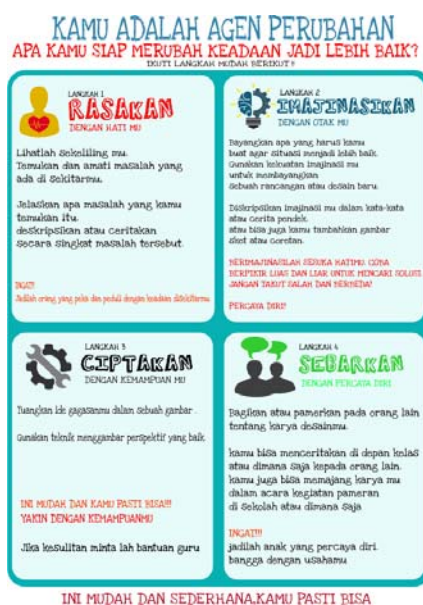 KAMU ADALAH AGEN PERUBAHAN
APA KAMU SIAP MERUBAH KEADAAN JADI LEBIH BAIK?
IKUTI LANGKAH MUDAH BERIKUT !!
LANGKAH 1
RASAKAN
DENGAN HATI MU
Lihatlah sekeliling mu.
Temukan dan amati masalah yang
ada di sekitarmu.
Jelaskan apa masalah yang kamu
temukan itu.
deskripsikan atau ceritakan
secara singkat masalah tersebut.
INGAT!!
Jadilah orang yang peka dan peduli dengan keadaan disekitarmu
LANGKAH 2
IMAJINASIKAN
DENGAN OTAK MU
Bayangkan apa yang harus kamu
buat agar situasi menjadi lebih baik.
Gunakan kekuatan imajinasi mu
untuk membayangkan
sebuah rancangan atau desain baru.
Diskripsikan imajinasi mu dalam kata-kata
atau cerita pendek.
atau bisa juga kamu tambahkan gambar
sket atau coretan.
BERIMAJINASILAH SESUKA HATIMU. COBA
BERPIKIR LUAS DAN LIAR UNTUK MENCARI SOLUSI
JANGAN TAKUT SALAH DAN BERBEDA!
PERCAYA DIRI!
LANGKAH 3
CIPTAKAN
DENGAN KEMAMPUAN MU
Tuangkan ide gagasanmu dalam sebuah gambar .
Gunakan teknik menggambar perspektif yang baik
INI MUDAH DAN KAMU PASTI BISA!!!
YAKIN DENGAN KEMAMPUANMU
Jika kesulitan minta lah bantuan guru
LANGKAH 4
SEBARKAN
DENGAN PERCAYA DIRI
Bagikan atau pamerkan pada orang lain
tentang karya desainmu.
kamu bisa menceritakan di depan kelas
atau dimana saja kepada orang lain.
kamu juga bisa memajang karya mu
dalam acara kegiatan pameran
di sekolah atau dimana saja
INGAT!!!
jadilah anak yang percaya diri.
bangga dengan usahamu
INI MUDAH DAN SEDERHANA.KAMU PASTI BISA